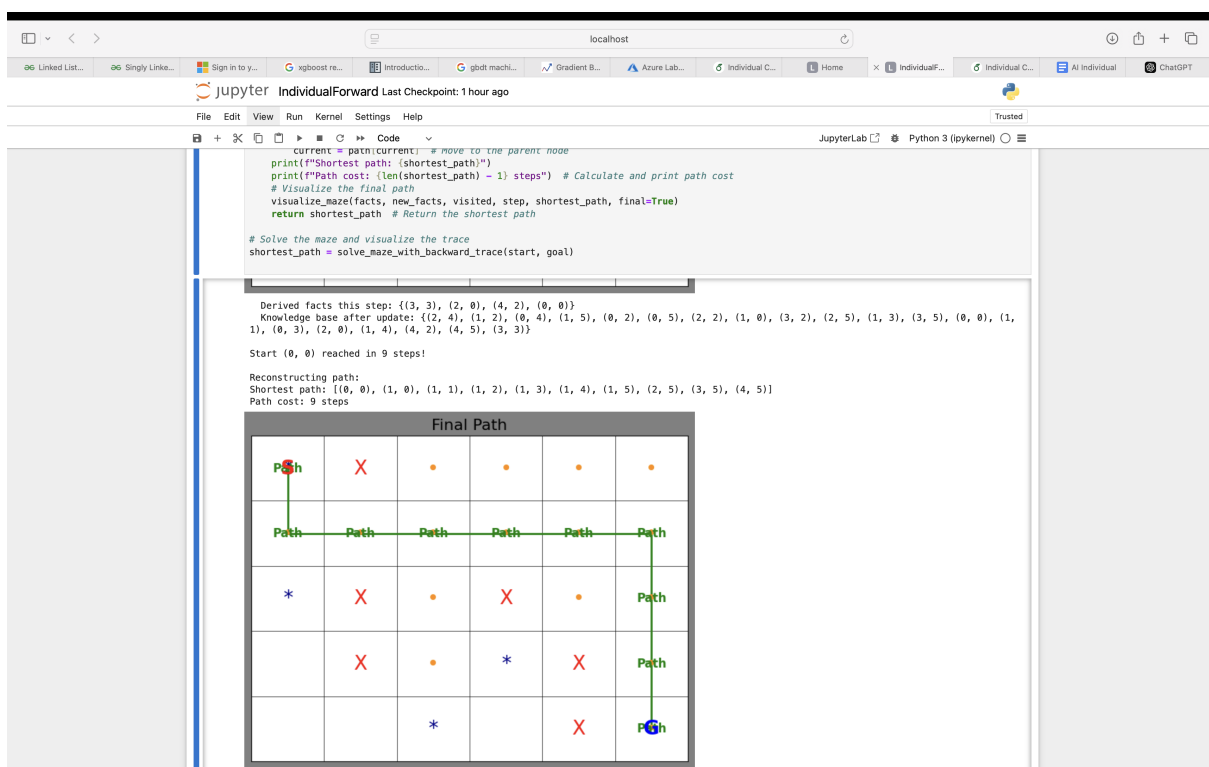 localhost
Linked List...
Singly Linke...
Sign in to y...
xgboost re...
Introductio...
gbdt machi...
Gradient B...
Azure Lab...
Individual C...
Home
IndividualF...
Individual C...
AI Individual
ChatGPT
jupyter IndividualForward Last Checkpoint: 1 hour ago
File Edit View Run Kernel Settings Help
Trusted
Code
JupyterLab
Python 3 (ipykernel)
current = path[current] # Move to the parent node
print(f"Shortest path: {shortest_path}")
print(f"Path cost: {len(shortest_path) - 1} steps") # Calculate and print path cost
# Visualize the final path
visualize_maze(facts, new_facts, visited, step, shortest_path, final=True)
return shortest_path # Return the shortest path
# Solve the maze and visualize the trace
shortest_path = solve_maze_with_backward_trace(start, goal)
Derived facts this step: {(3, 3), (2, 0), (4, 2), (0, 0)}
Knowledge base after update: {(2, 4), (1, 2), (0, 4), (1, 5), (0, 2), (0, 5), (2, 2), (1, 0), (3, 2), (2, 5), (1, 3), (3, 5), (0, 0), (1,
1), (0, 3), (2, 0), (1, 4), (4, 2), (4, 5), (3, 3)}
Start (0, 0) reached in 9 steps!
Reconstructing path:
Shortest path: [(0, 0), (1, 0), (1, 1), (1, 2), (1, 3), (1, 4), (1, 5), (2, 5), (3, 5), (4, 5)]
Path cost: 9 steps
Final Path
Path S X
Path Path Path Path Path Path
* X X Path
X * X Path
* X Path G